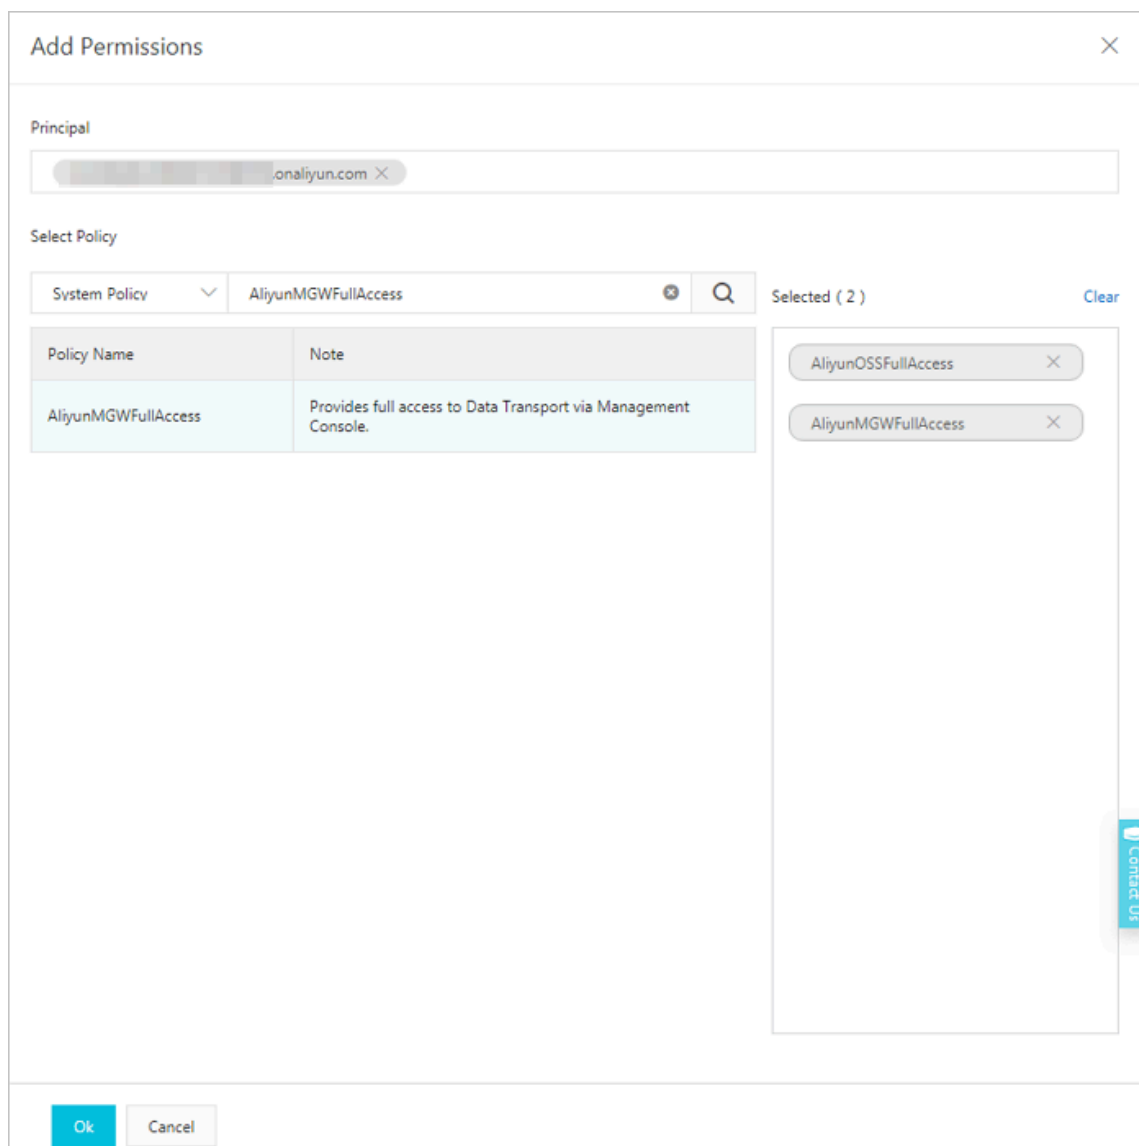 Add Permissions
Principal
.onaliyun.com
Select Policy
System Policy
AliyunMGWFullAccess
Selected ( 2 )
Clear
Policy Name
Note
AliyunMGWFullAccess
Provides full access to Data Transport via Management
Console.
AliyunOSSFullAccess
AliyunMGWFullAccess
Contact Us
Ok
Cancel